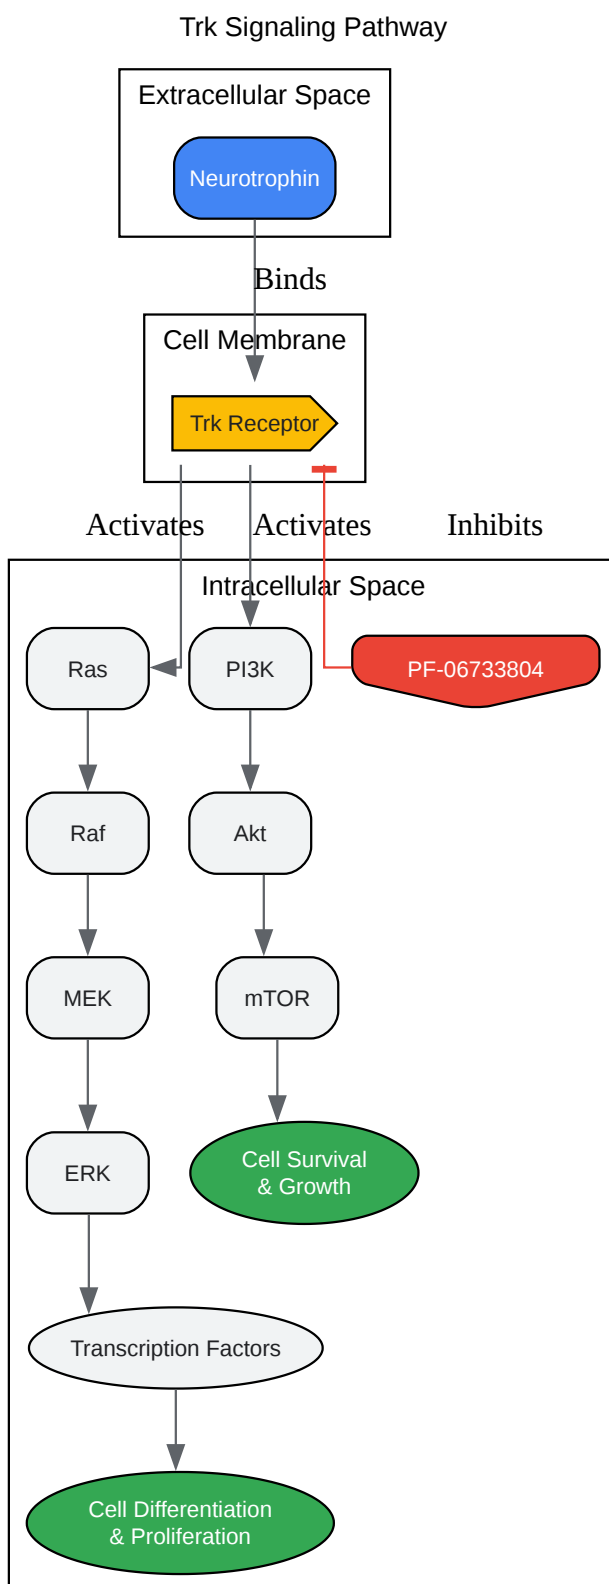 Trk Signaling Pathway
Extracellular Space
Neurotrophin
Binds
Cell Membrane
Trk Receptor
Activates
Activates
Inhibits
Intracellular Space
Ras
PI3K
PF-06733804
Raf
Akt
MEK
mTOR
ERK
Cell Survival
& Growth
Transcription Factors
Cell Differentiation
& Proliferation